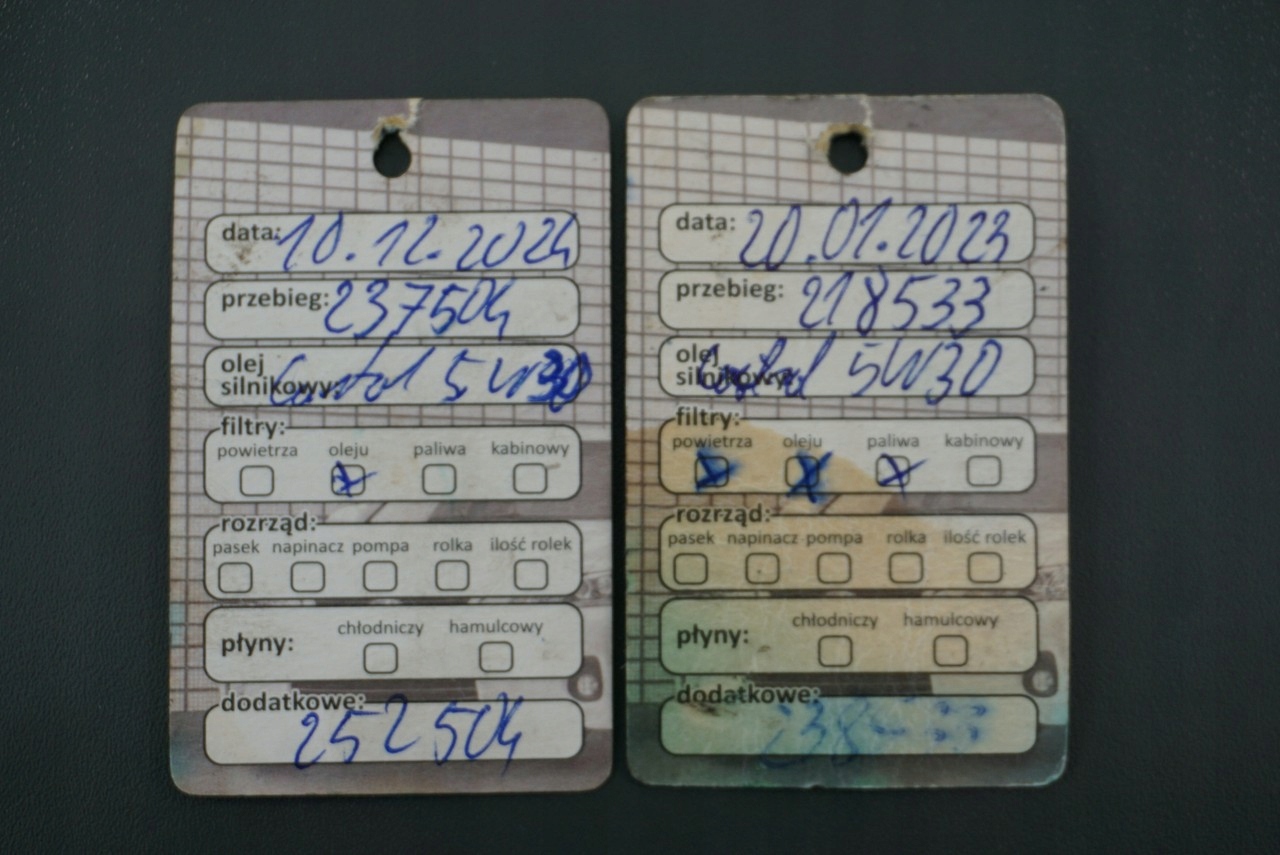 data: 10.12.2024
przebieg: 237504
olej silnikowy: Castrol 5W30
filtry:
powietrza oleju paliwa kabinowy
rozrząd:
pasek napinacz pompa rolka ilość rolek
płyny: chłodniczy hamulcowy
dodatkowe:
252504
data: 20.01.2023
przebieg: 218533
olej silnikowy: Castrol 5W30
filtry:
powietrza oleju paliwa kabinowy
rozrząd:
pasek napinacz pompa rolka ilość rolek
płyny: chłodniczy hamulcowy
dodatkowe: